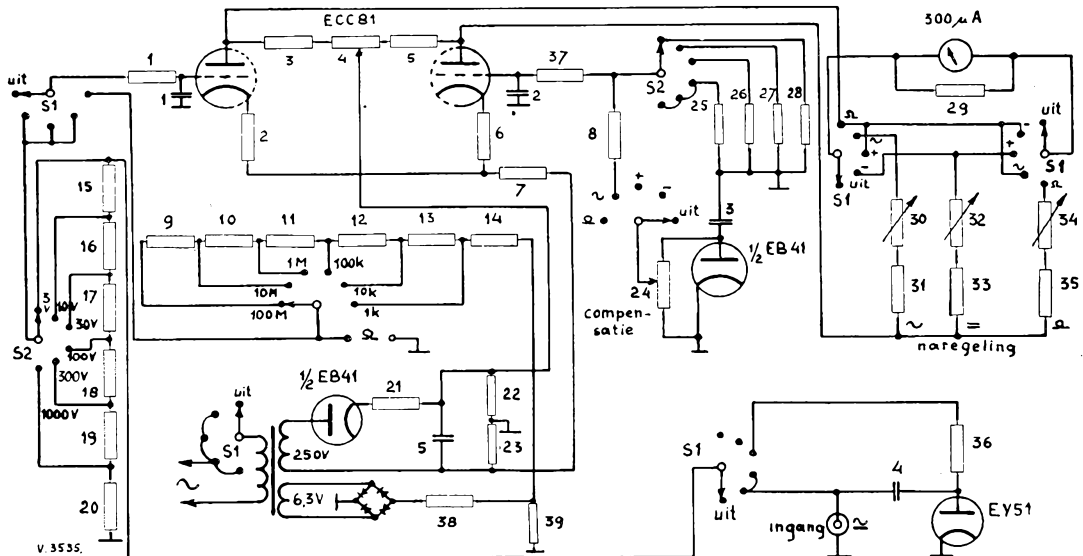 ECC81
300 µA
1
3
4
5
37
uit
S1
1
2
S2
25
26
27
28
29
2
6
8
7
Ω
~
+
-
uit
S1
uit
S1
-
+
~
Ω
15
16
17
18
19
20
3 V
10V
30V
100V
300V
1000V
S2
9
10
11
12
13
14
1M
100k
10M
10k
100M
1k
Ω
~
+
-
Ω
uit
24
compen-
satie
3
½ EB41
30
32
34
31
33
35
~
=
Ω
naregeling
½ EB41
21
22
23
5
uit
S1
250V
~
6,3V
38
39
S1
uit
36
4
ingang
EY51
V.3535.